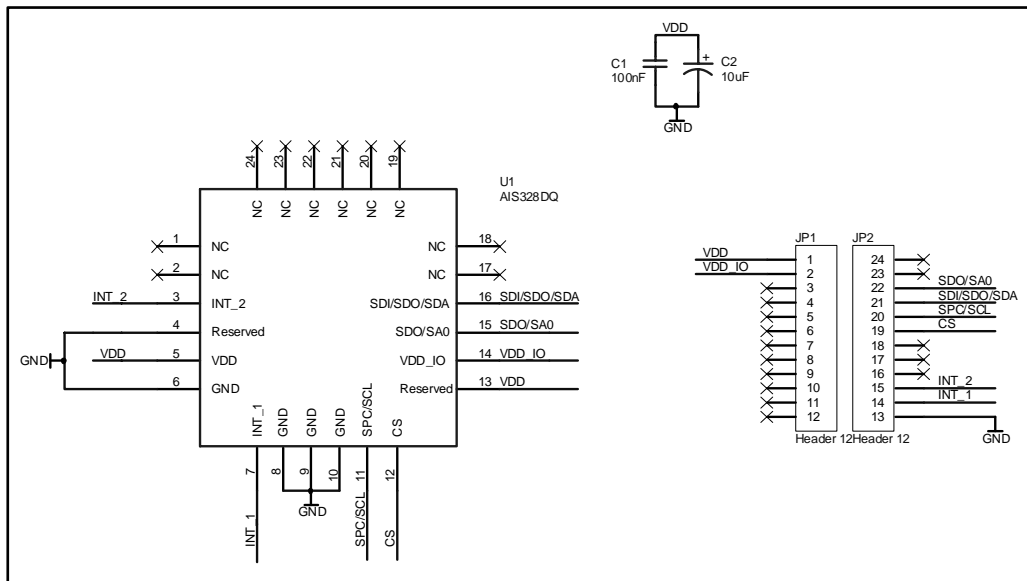 VDD
C1
100nF
+
C2
10uF
GND
24
23
22
21
20
19
NC
NC
NC
NC
NC
NC
U1
AIS328DQ
1
NC
2
NC
INT_2
3
INT_2
4
Reserved
GND
VDD
5
VDD
6
GND
NC
18
NC
17
SDI/SDO/SDA
16
SDI/SDO/SDA
SDO/SA0
15
SDO/SA0
VDD_IO
14
VDD_IO
Reserved
13
VDD
INT_1
GND
GND
GND
SPC/SCL
CS
7
8
9
10
11
12
INT_1
GND
SPC/SCL
CS
JP1
JP2
VDD
1
VDD_IO
2
3
4
5
6
7
8
9
10
11
12
Header 12
24
23
22
SDO/SA0
21
SDI/SDO/SDA
20
SPC/SCL
19
CS
18
17
16
15
INT_2
14
INT_1
13
GND
Header 12